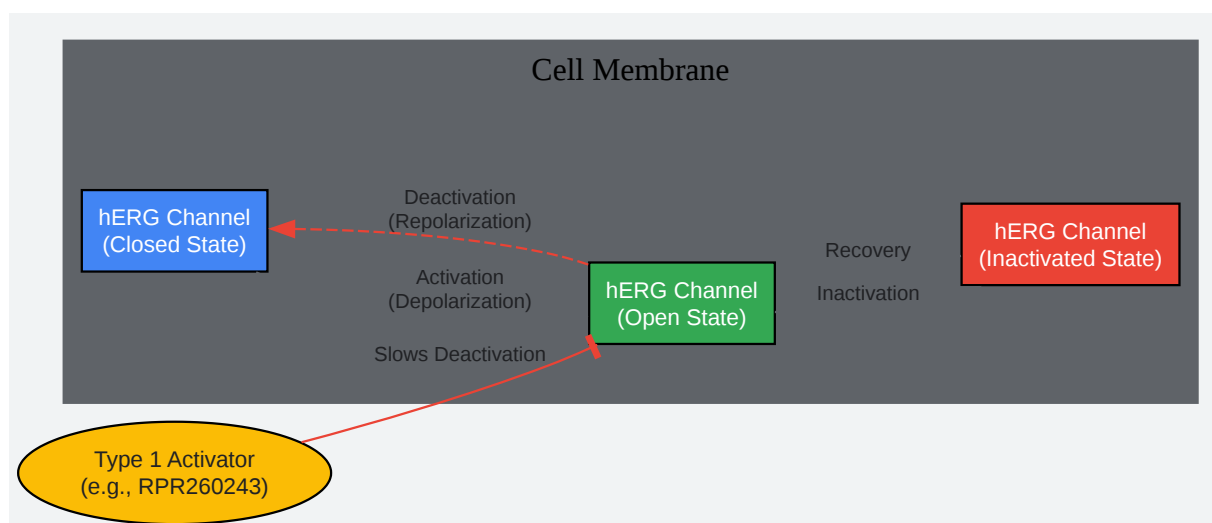 Cell Membrane
hERG Channel
(Closed State)
Deactivation
(Repolarization)
Activation
(Depolarization)
Slows Deactivation
hERG Channel
(Open State)
Recovery
Inactivation
hERG Channel
(Inactivated State)
Type 1 Activator
(e.g., RPR260243)